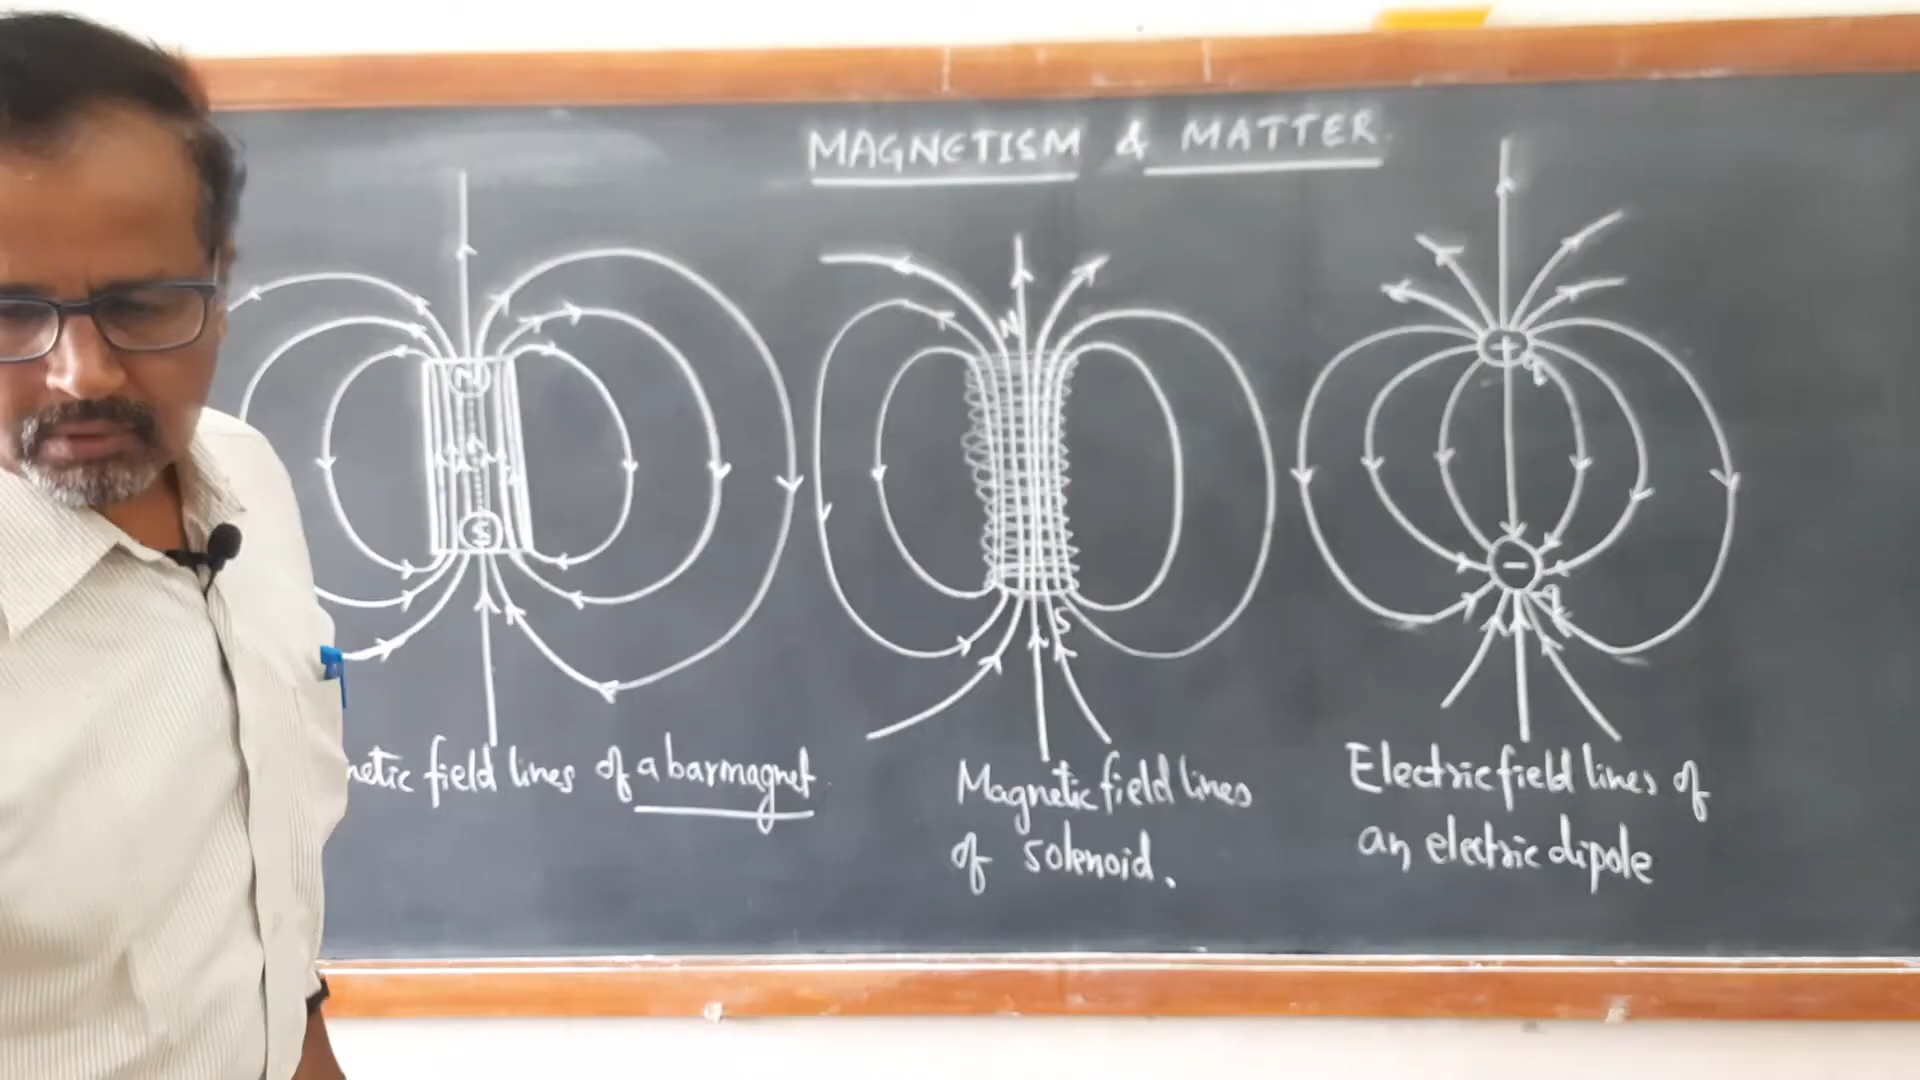 MAGNETISM & MATTER
N
S
N
S
+
q
-
-q
netic field lines of a barmagnet
Magnetic field lines
of solenoid.
Electric field lines of
an electric dipole